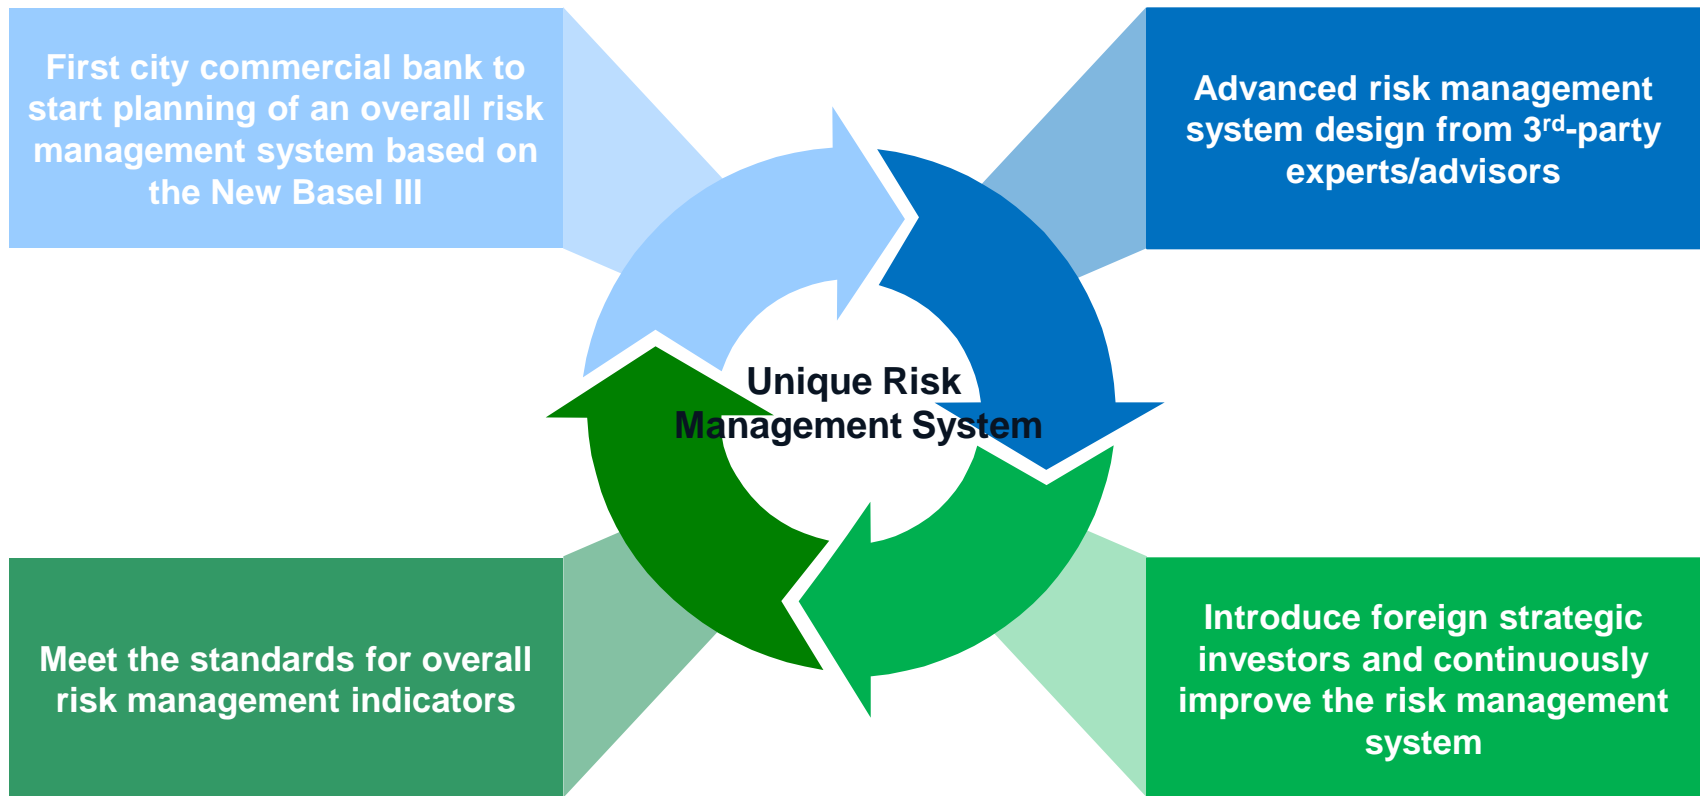 First city commercial bank to
start planning of an overall risk
management system based on
the New Basel III
Advanced risk management
system design from 3rd-party
experts/advisors
Unique Risk
Management System
Meet the standards for overall
risk management indicators
Introduce foreign strategic
investors and continuously
improve the risk management
system